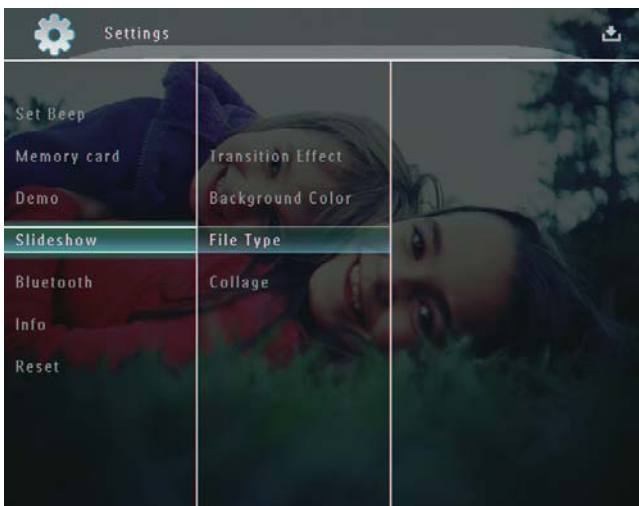 Settings
Set Beep
Memory card
Demo
Slideshow
Bluetooth
Info
Reset
Transition Effect
Background Color
File Type
Collage